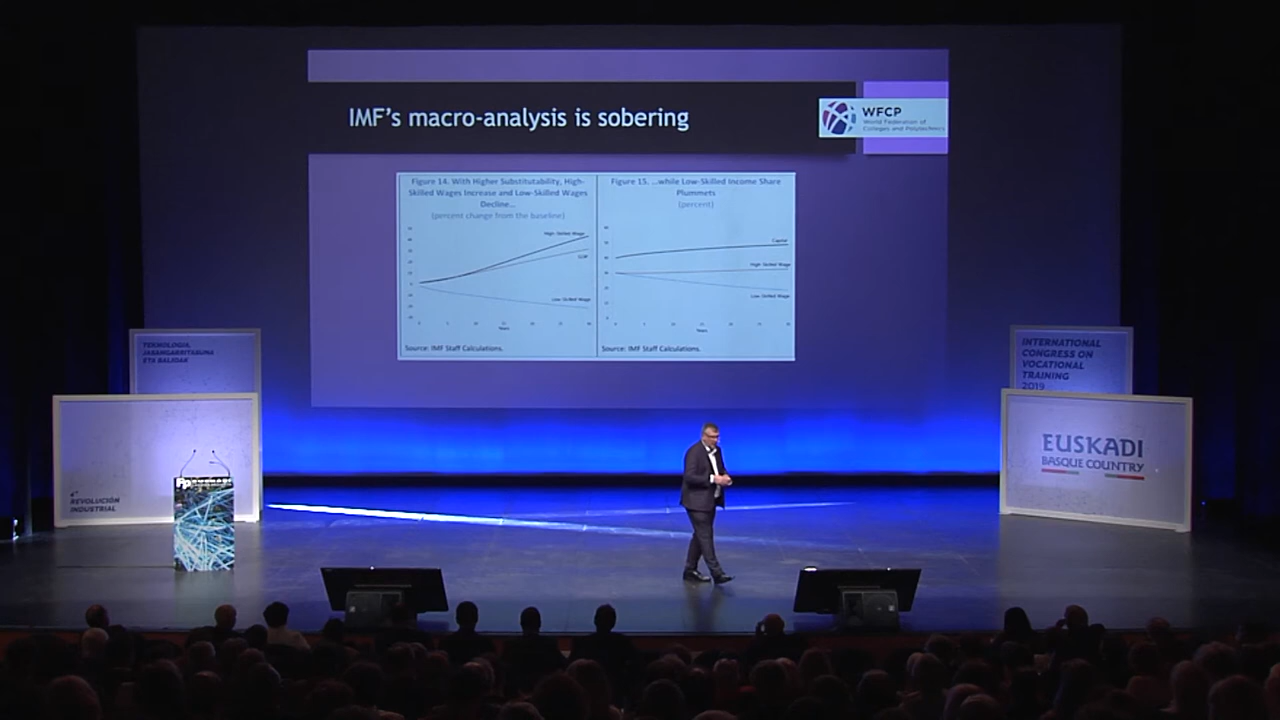 IMF's macro-analysis is sobering
WFCP
World Federation of
Colleges and Polytechnics
Figure 14. With Higher Substitutability, High-
Skilled Wages Increase and Low-Skilled Wages
Decline...
(percent change from the baseline)
High-Skilled Wage
GDP
Low-Skilled Wage
Years
Source: IMF Staff Calculations.
Figure 15. ...while Low-Skilled Income Share
Plummets
(percent)
Capital
High-Skilled Wage
Low-Skilled Wage
Years
Source: IMF Staff Calculations.
TEKNOLOGIA,
JASANGARRITASUNA
ETA BALIOAK
4ª
REVOLUCIÓN
INDUSTRIAL
Fp EUSKADI
INTERNATIONAL
CONGRESS ON
VOCATIONAL
TRAINING
2019
EUSKADI
BASQUE COUNTRY